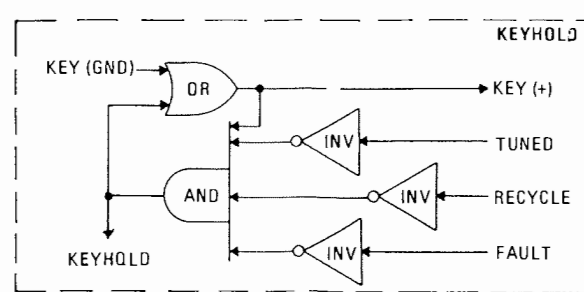 KEYHOLD
KEY (GND)
OR
KEY (+)
INV
TUNED
AND
INV
RECYCLE
KEYHOLD
INV
FAULT